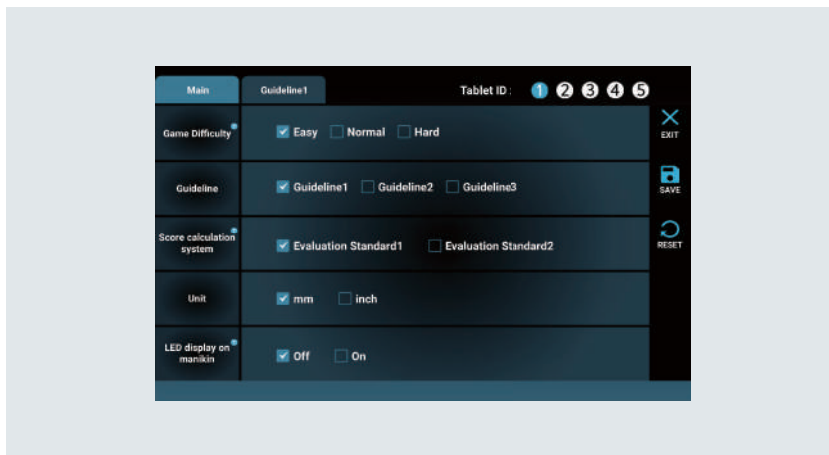 Main
Guideline1
Tablet ID :
1 2 3 4 5
Game Difficulty
Easy Normal Hard
EXIT
Guideline
Guideline1 Guideline2 Guideline3
SAVE
Score calculation
system
Evaluation Standard1 Evaluation Standard2
RESET
Unit
mm inch
LED display on
manikin
Off On